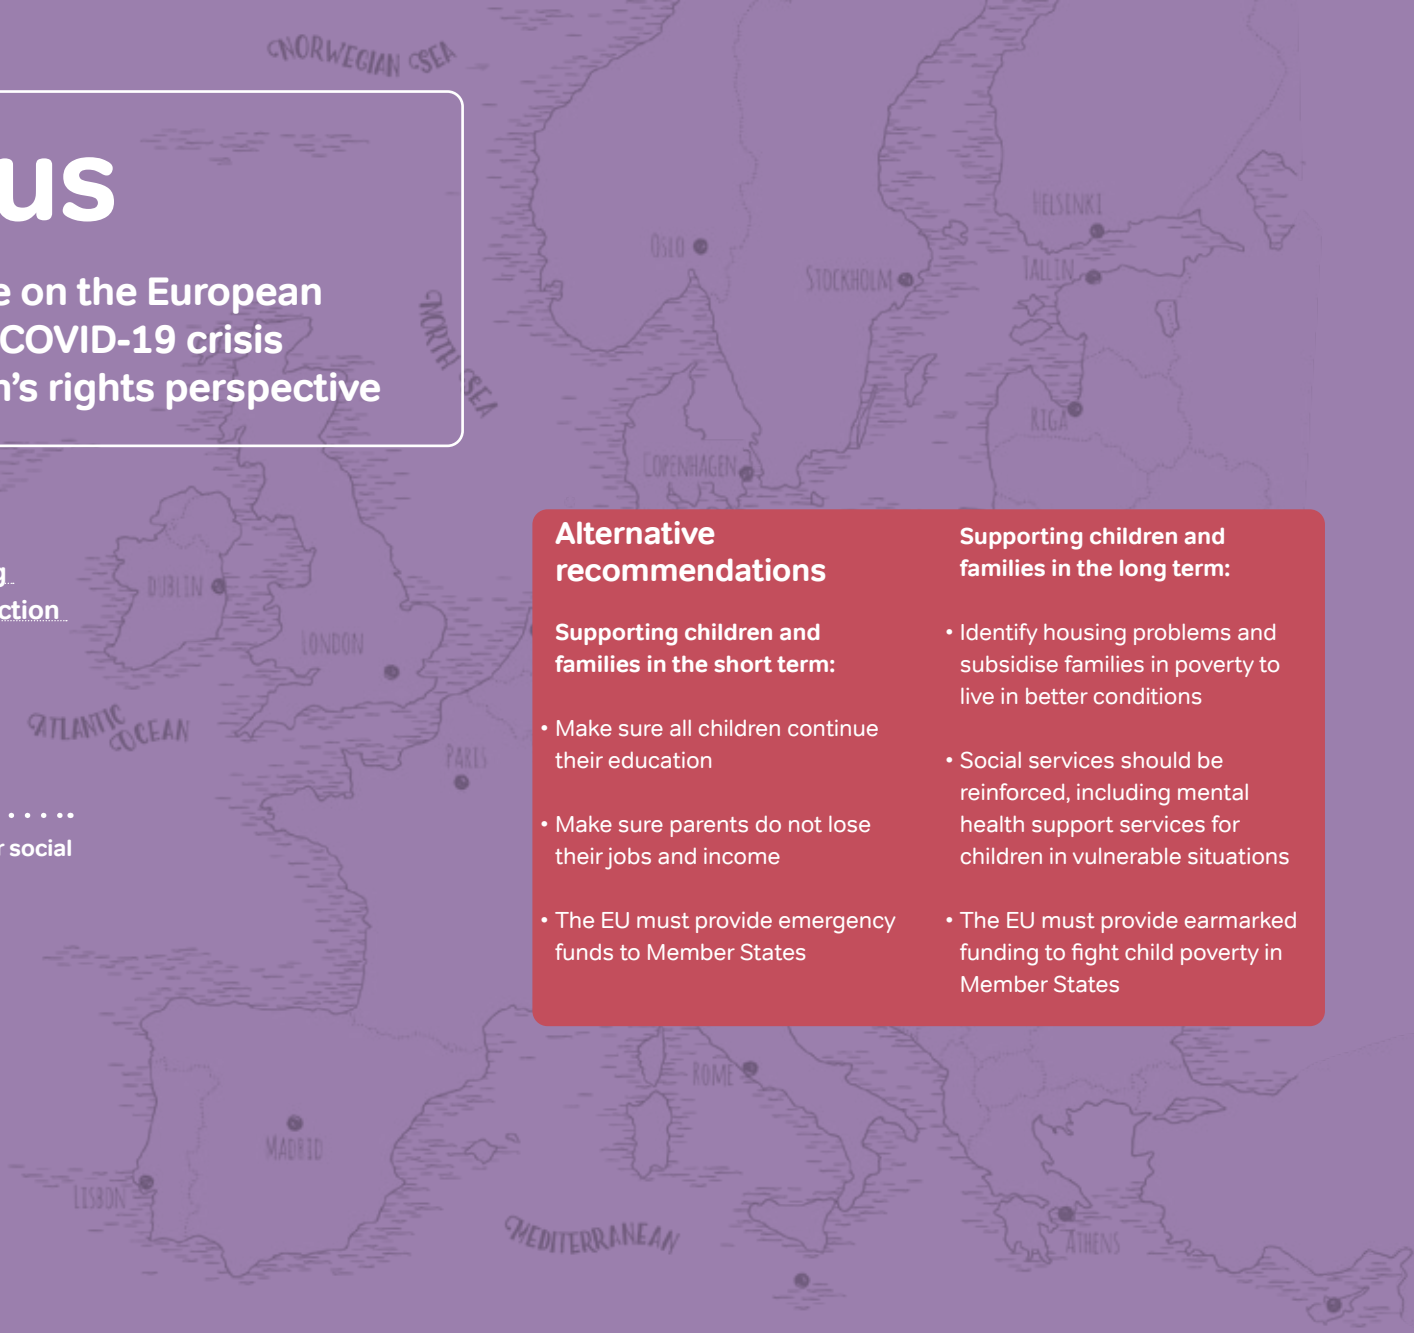 NORWEGIAN SEA
us
e on the European
COVID-19 crisis
n's rights perspective
NORTH SEA
OSLO
STOCKHOLM
HELSINKI
TALLIN
RIGA
COPENHAGEN
g
ction
DUBLIN
LONDON
ATLANTIC OCEAN
PARIS
r social
Alternative
recommendations
Supporting children and
families in the short term:
• Make sure all children continue
their education
• Make sure parents do not lose
their jobs and income
• The EU must provide emergency
funds to Member States
Supporting children and
families in the long term:
• Identify housing problems and
subsidise families in poverty to
live in better conditions
• Social services should be
reinforced, including mental
health support services for
children in vulnerable situations
• The EU must provide earmarked
funding to fight child poverty in
Member States
ROME
MADRID
LISBON
MEDITERRANEAN
ATHENS